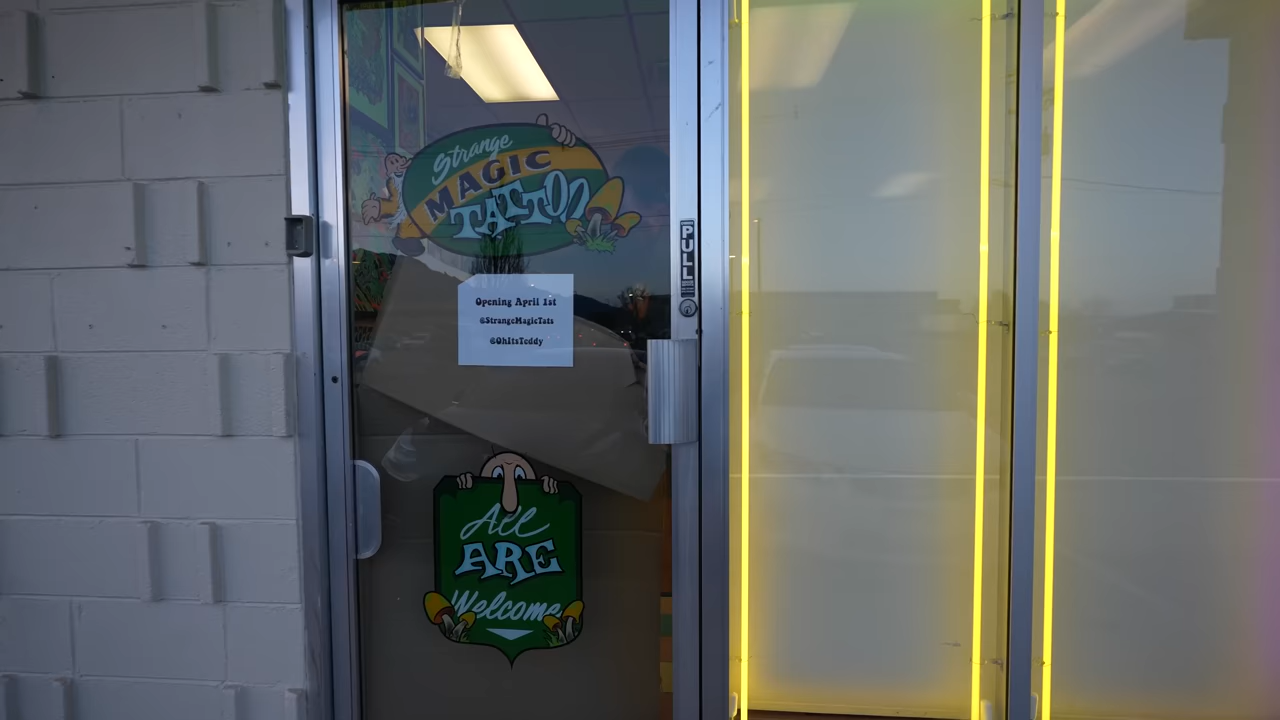 Strange
MAGIC
TATTOO
PULL
Opening April 1st
@StrangeMagicTats
@OhItsTeddy
All
ARE
Welcome